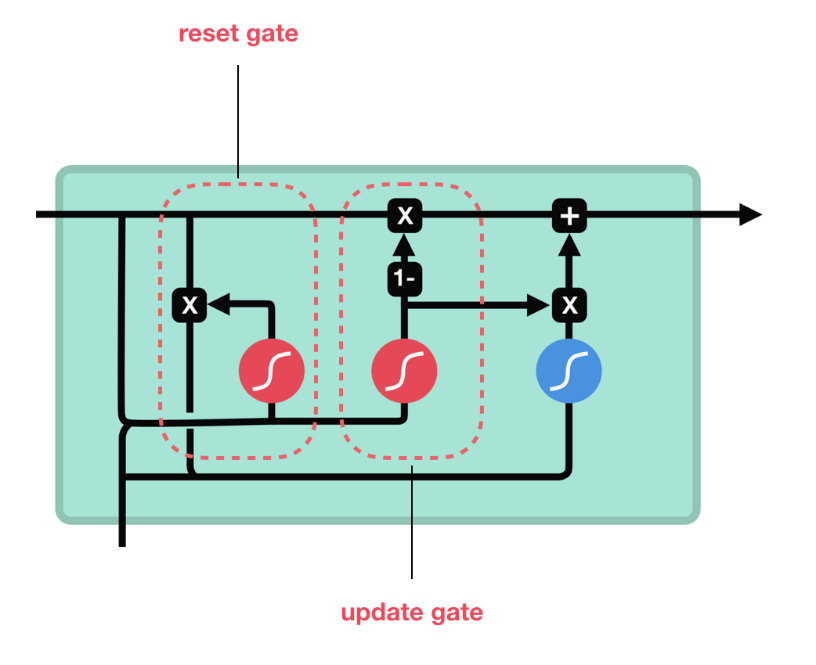 reset gate
X
+
1-
X
X
update gate